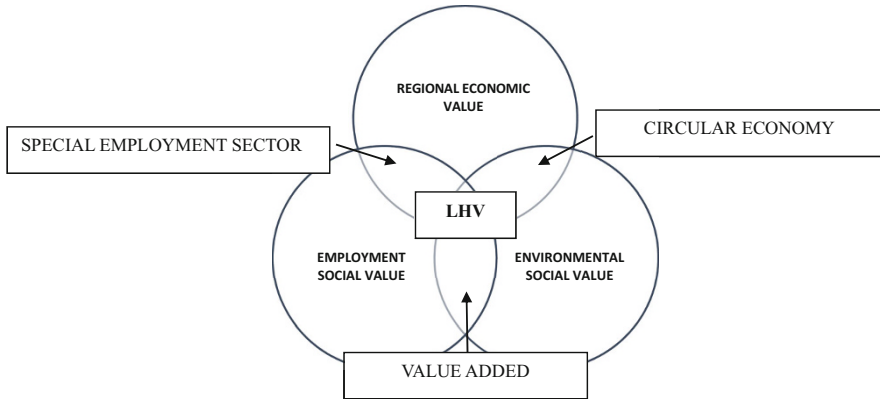 REGIONAL ECONOMIC
VALUE
SPECIAL EMPLOYMENT SECTOR
CIRCULAR ECONOMY
LHV
EMPLOYMENT
SOCIAL VALUE
ENVIRONMENTAL
SOCIAL VALUE
VALUE ADDED